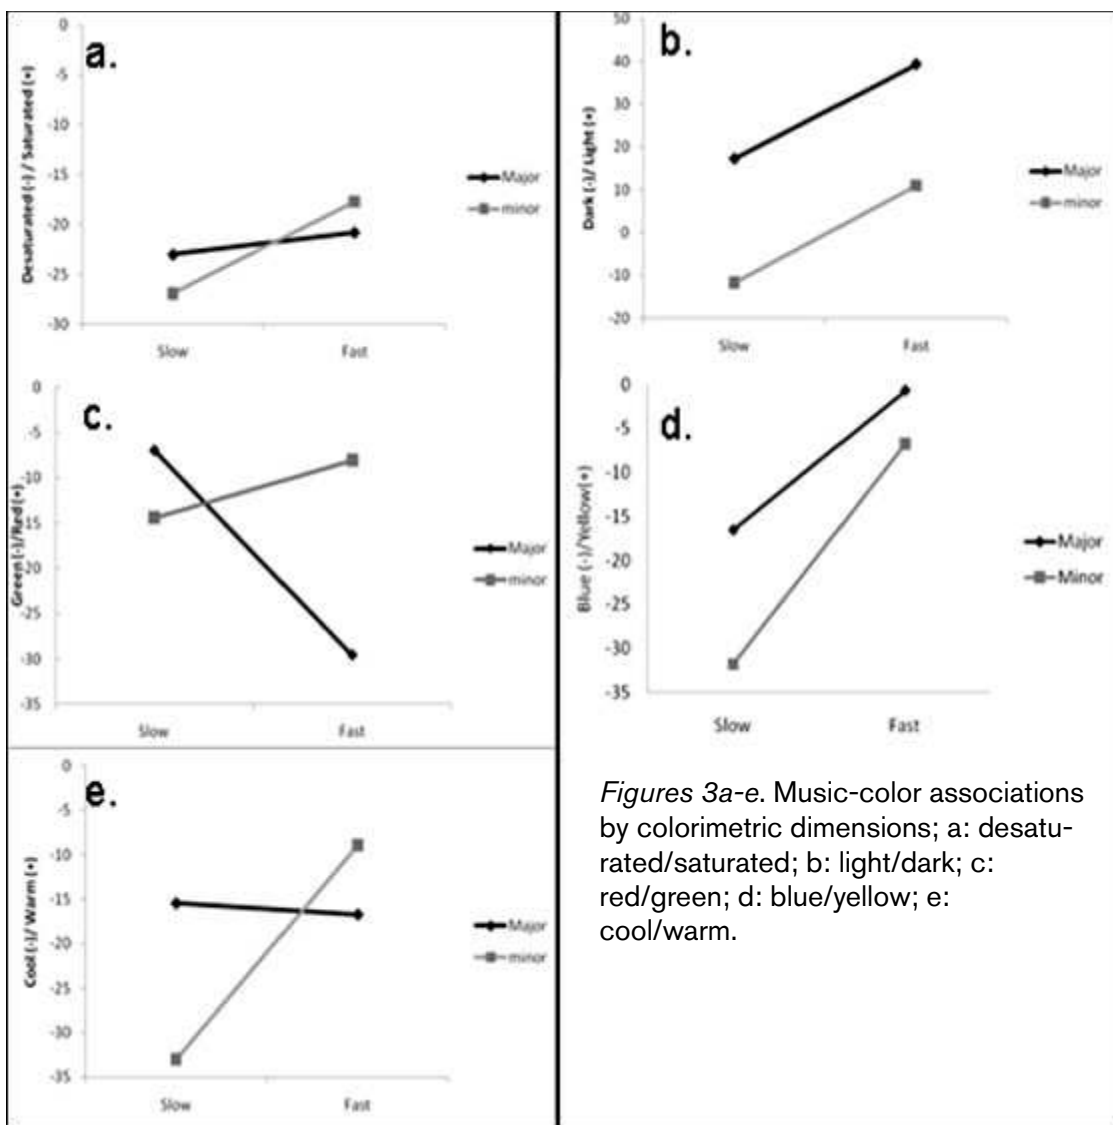 a.
Desaturated (-) / Saturated (+)
0
-5
-10
-15
-20
-25
-30
Slow
Fast
Major
minor
b.
Dark (-)/ Light (+)
50
40
30
20
10
0
-10
-20
Slow
Fast
Major
minor
c.
Green (-)/Red (+)
0
-5
-10
-15
-20
-25
-30
-35
Slow
Fast
Major
minor
d.
Blue (-)/Yellow (+)
0
-5
-10
-15
-20
-25
-30
-35
Slow
Fast
Major
Minor
e.
Cool (-)/ Warm (+)
0
-5
-10
-15
-20
-25
-30
-35
Slow
Fast
Major
minor
Figures 3a-e. Music-color associations
by colorimetric dimensions; a: desatu-
rated/saturated; b: light/dark; c:
red/green; d: blue/yellow; e:
cool/warm.